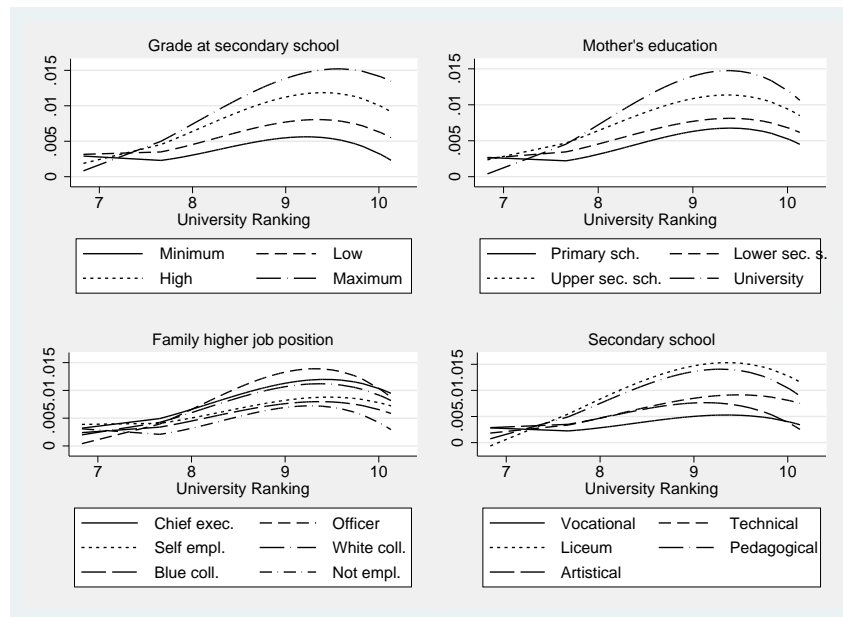 Grade at secondary school
0 .005 .01 .015
7 8 9 10
University Ranking
Minimum Low
High Maximum
Mother's education
0 .005 .01 .015
7 8 9 10
University Ranking
Primary sch. Lower sec. s.
Upper sec. sch. University
Family higher job position
0 .005 .01 .015
7 8 9 10
University Ranking
Chief exec. Officer
Self empl. White coll.
Blue coll. Not empl.
Secondary school
0 .005 .01 .015
7 8 9 10
University Ranking
Vocational Technical
Liceum Pedagogical
Artistical